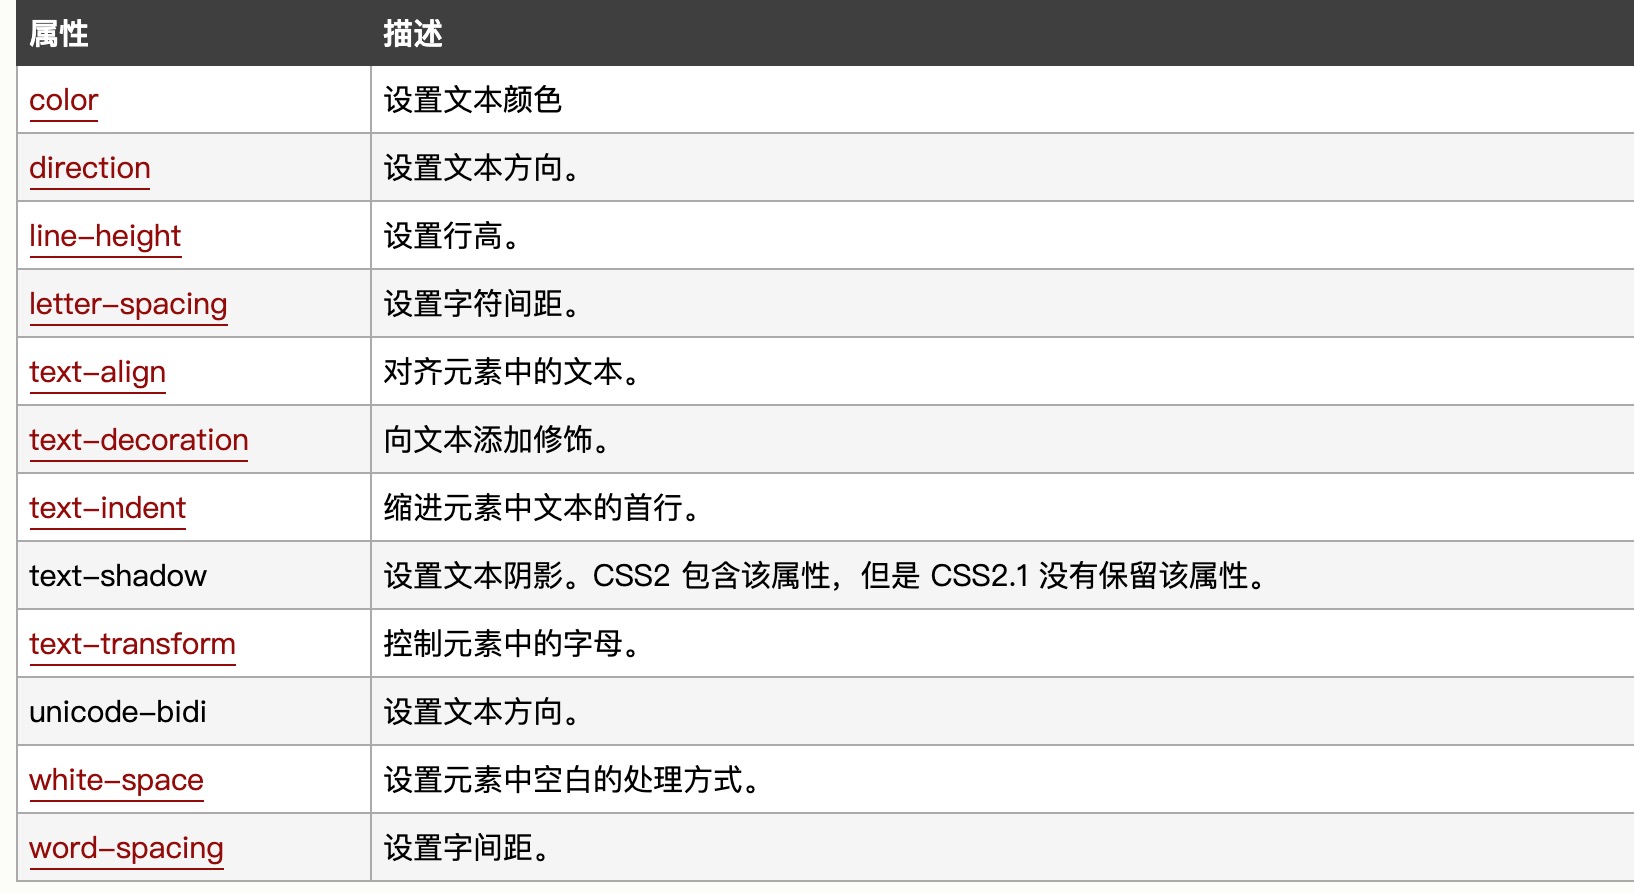 属性 描述
color 设置文本颜色
direction 设置文本方向。
line-height 设置行高。
letter-spacing 设置字符间距。
text-align 对齐元素中的文本。
text-decoration 向文本添加修饰。
text-indent 缩进元素中文本的首行。
text-shadow 设置文本阴影。CSS2 包含该属性，但是 CSS2.1 没有保留该属性。
text-transform 控制元素中的字母。
unicode-bidi 设置文本方向。
white-space 设置元素中空白的处理方式。
word-spacing 设置字间距。